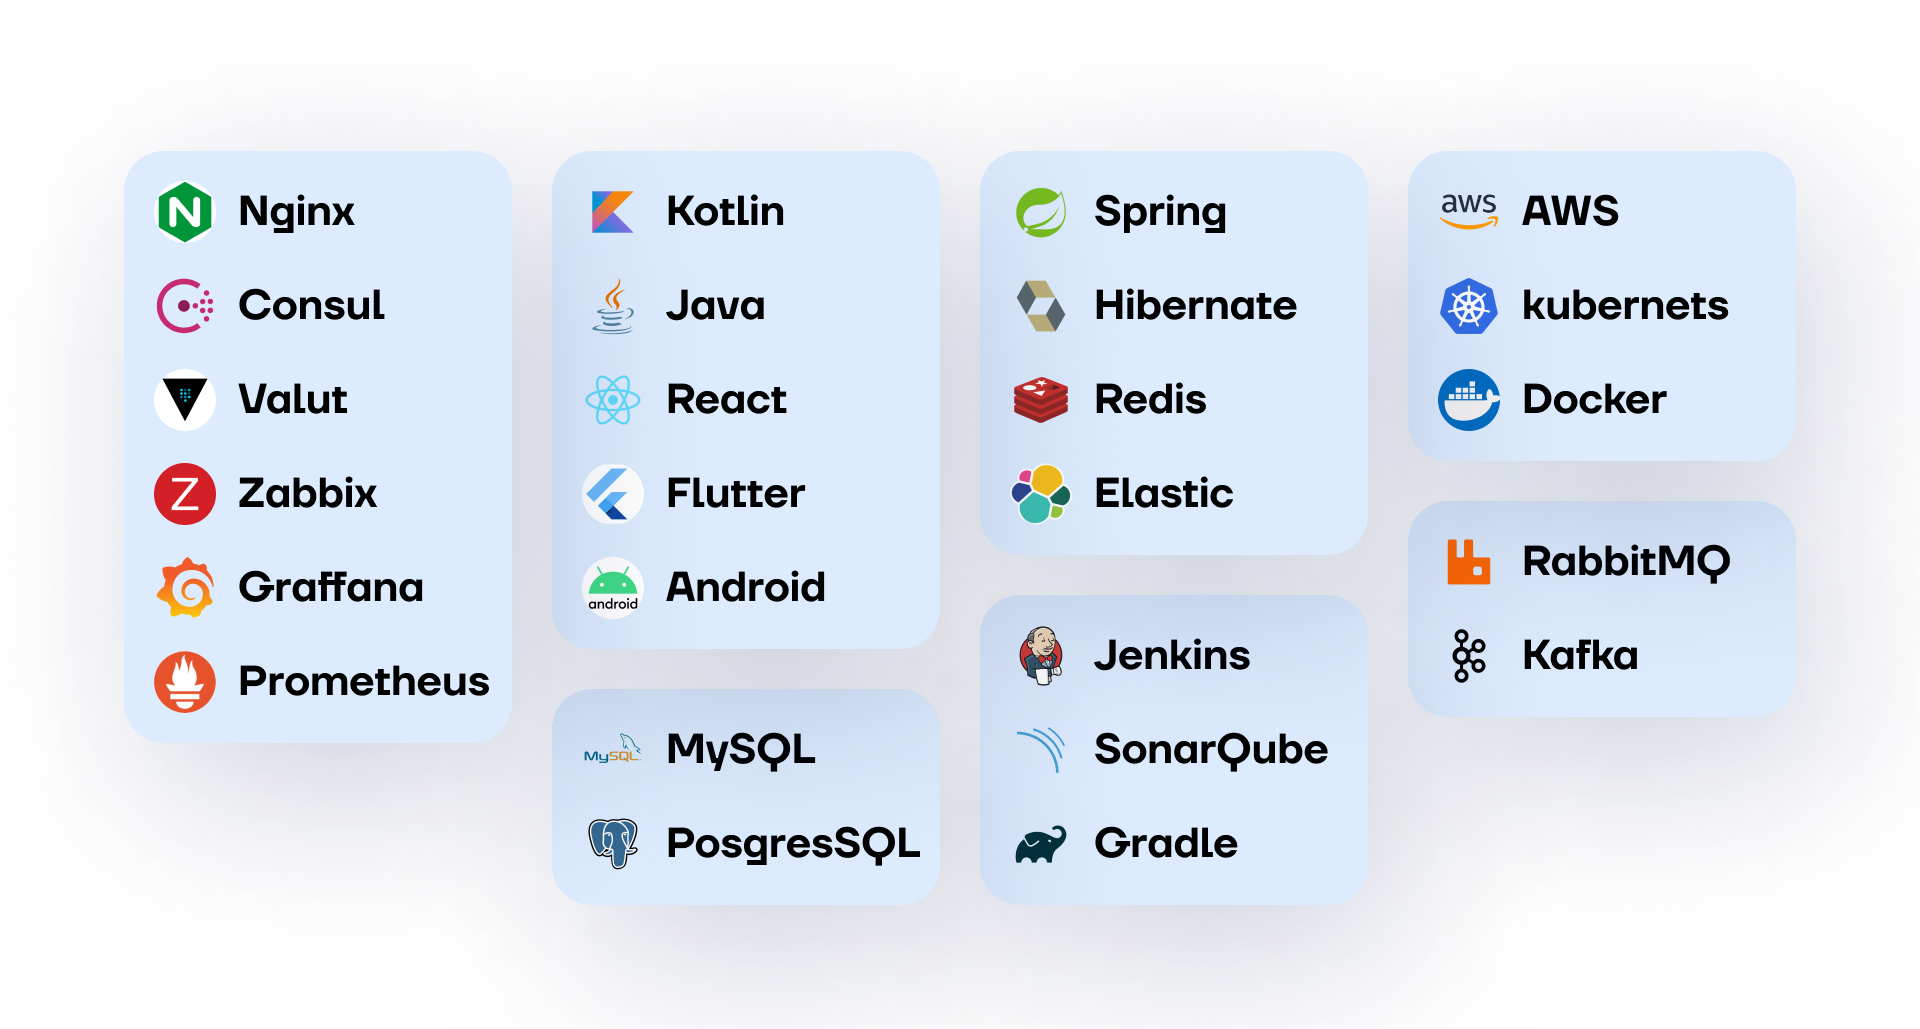 Nginx
Consul
Valut
Zabbix
Graffana
Prometheus
Kotlin
Java
React
Flutter
android
Android
MySQL
MySQL
PosgresSQL
Spring
Hibernate
Redis
Elastic
Jenkins
SonarQube
Gradle
aws
AWS
kubernets
Docker
RabbitMQ
Kafka